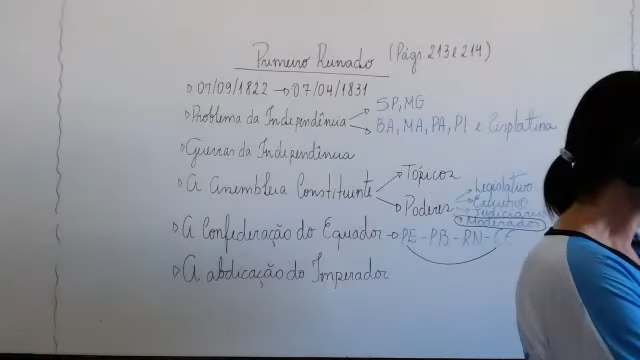 Primeiro Reinado (Págs 213 e 214)
07/09/1822 → 07/04/1831
Problema da Independência
SP, MG
BA, MA, PA, PI e Cisplatina
Guerras da Independência
A Assembleia Constituinte
Tópicos
Poderes
Legislativo
Executivo
Judiciário
Moderador
A Confederação do Equador → PE - PB - RN - CE
A abdicação do Imperador